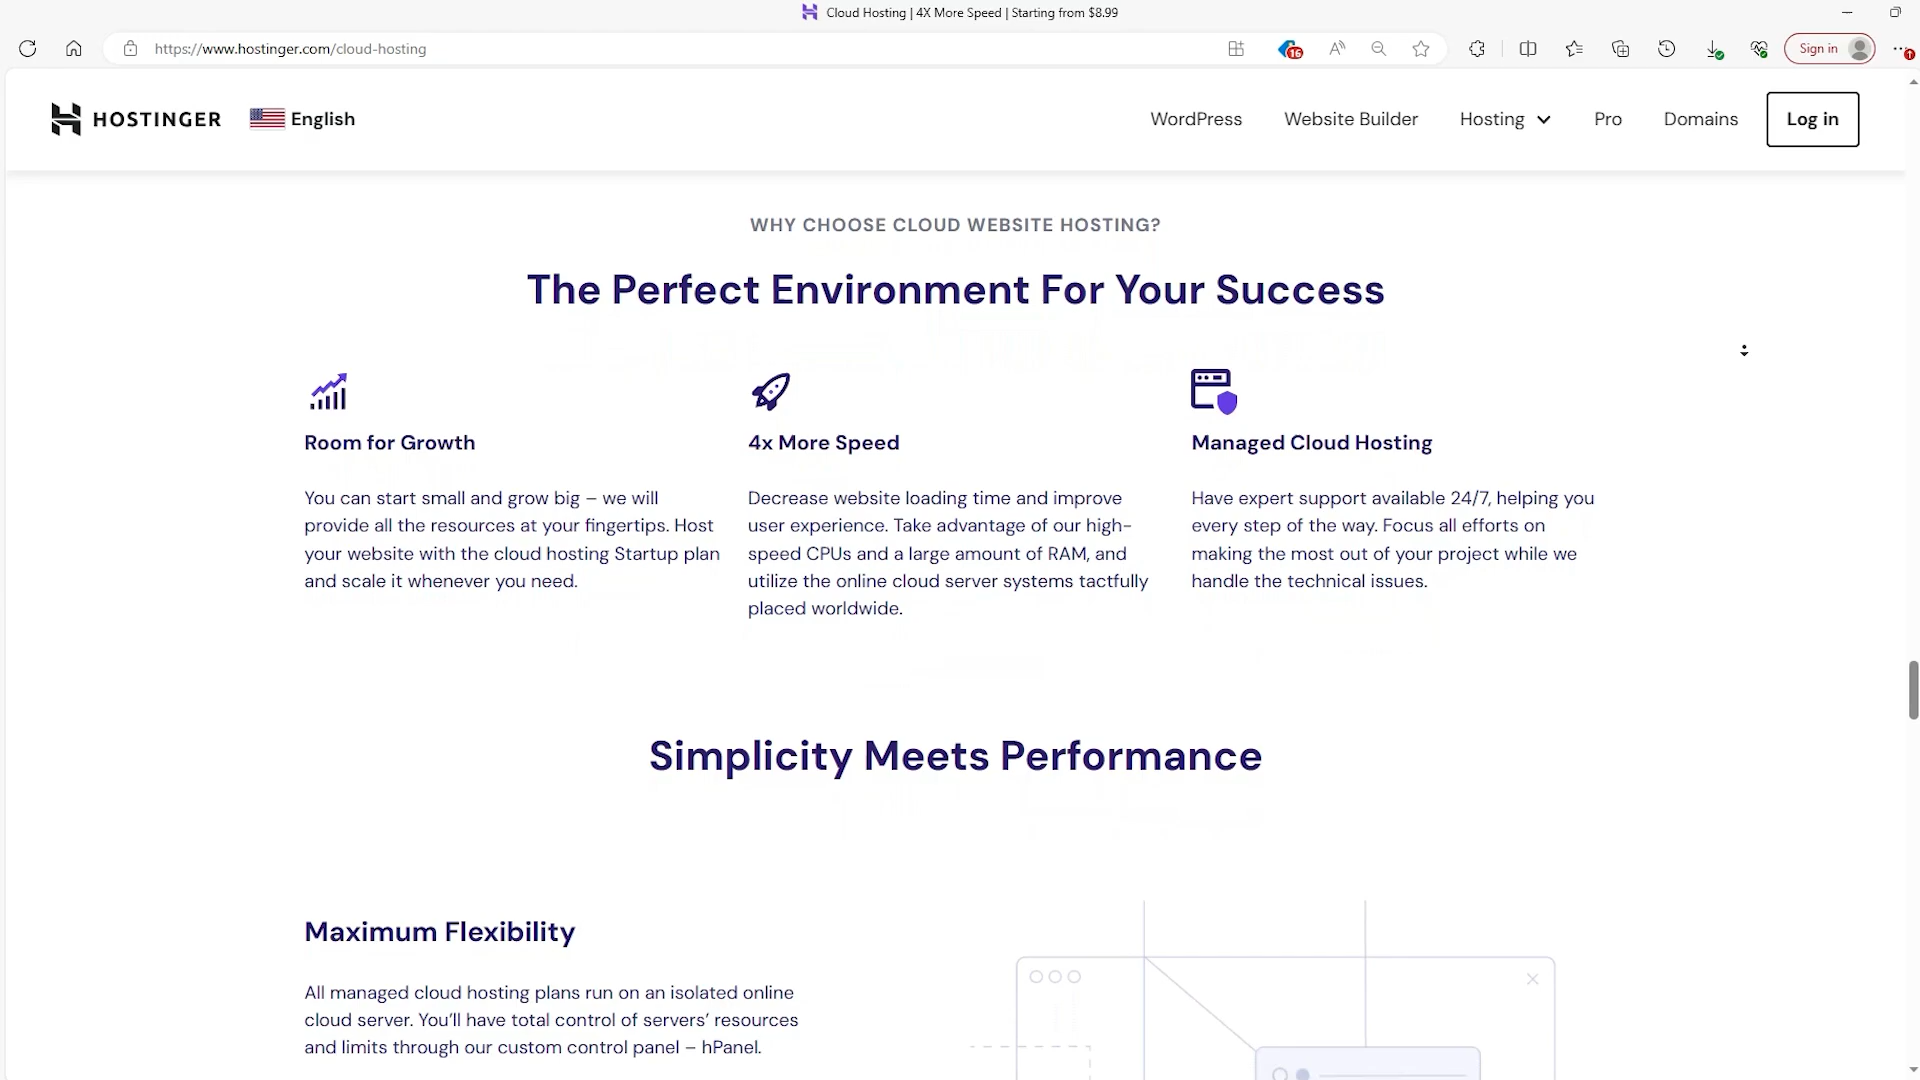 Cloud Hosting | 4X More Speed | Starting from $8.99
https://www.hostinger.com/cloud-hosting
16
Sign in
HOSTINGER
English
WordPress
Website Builder
Hosting
Pro
Domains
Log in
WHY CHOOSE CLOUD WEBSITE HOSTING?
The Perfect Environment For Your Success
Room for Growth
You can start small and grow big – we will
provide all the resources at your fingertips. Host
your website with the cloud hosting Startup plan
and scale it whenever you need.
4x More Speed
Decrease website loading time and improve
user experience. Take advantage of our high-
speed CPUs and a large amount of RAM, and
utilize the online cloud server systems tactfully
placed worldwide.
Managed Cloud Hosting
Have expert support available 24/7, helping you
every step of the way. Focus all efforts on
making the most out of your project while we
handle the technical issues.
Simplicity Meets Performance
Maximum Flexibility
All managed cloud hosting plans run on an isolated online
cloud server. You’ll have total control of servers’ resources
and limits through our custom control panel – hPanel.